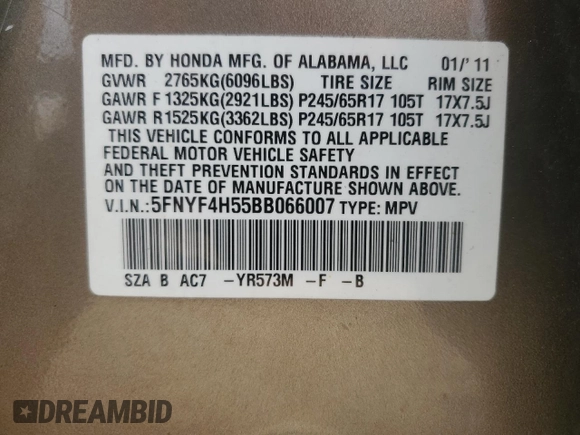 MFD. BY HONDA MFG. OF ALABAMA, LLC 01/'11
GVWR 2765KG(6096LBS) TIRE SIZE RIM SIZE
GAWR F 1325KG(2921LBS) P245/65R17 105T 17X7.5J
GAWR R1525KG(3362LBS) P245/65R17 105T 17X7.5J
THIS VEHICLE CONFORMS TO ALL APPLICABLE
FEDERAL MOTOR VEHICLE SAFETY
AND THEFT PREVENTION STANDARDS IN EFFECT
ON THE DATE OF MANUFACTURE SHOWN ABOVE.
V.I.N.:5FNYF4H55BB066007 TYPE: MPV
SZA B AC7 -YR573M -F -B
DREAMBID